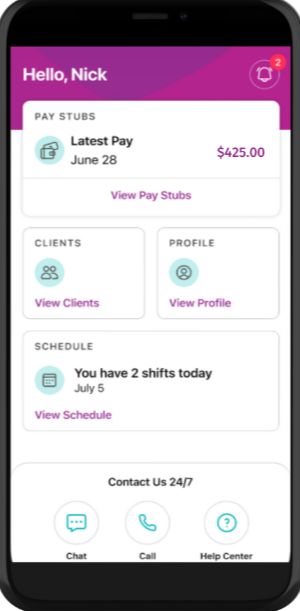 Hello, Nick
2
PAY STUBS
Latest Pay
June 28
$425.00
View Pay Stubs
CLIENTS
View Clients
PROFILE
View Profile
SCHEDULE
You have 2 shifts today
July 5
View Schedule
Contact Us 24/7
Chat
Call
Help Center